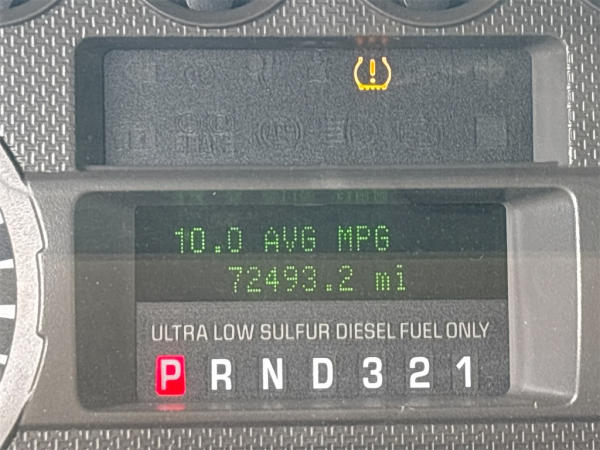 10.0 AVG MPG
72493.2 mi
ULTRA LOW SULFUR DIESEL FUEL ONLY
P R N D 3 2 1